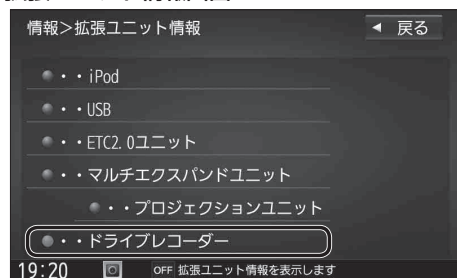 情報>拡張ユニット情報
◀ 戻る
●・・iPod
●・・USB
●・・ETC2.0ユニット
●・・マルチエクスパンドユニット
●・・プロジェクションユニット
●・・ドライブレコーダー
19:20 OFF 拡張ユニット情報を表示します